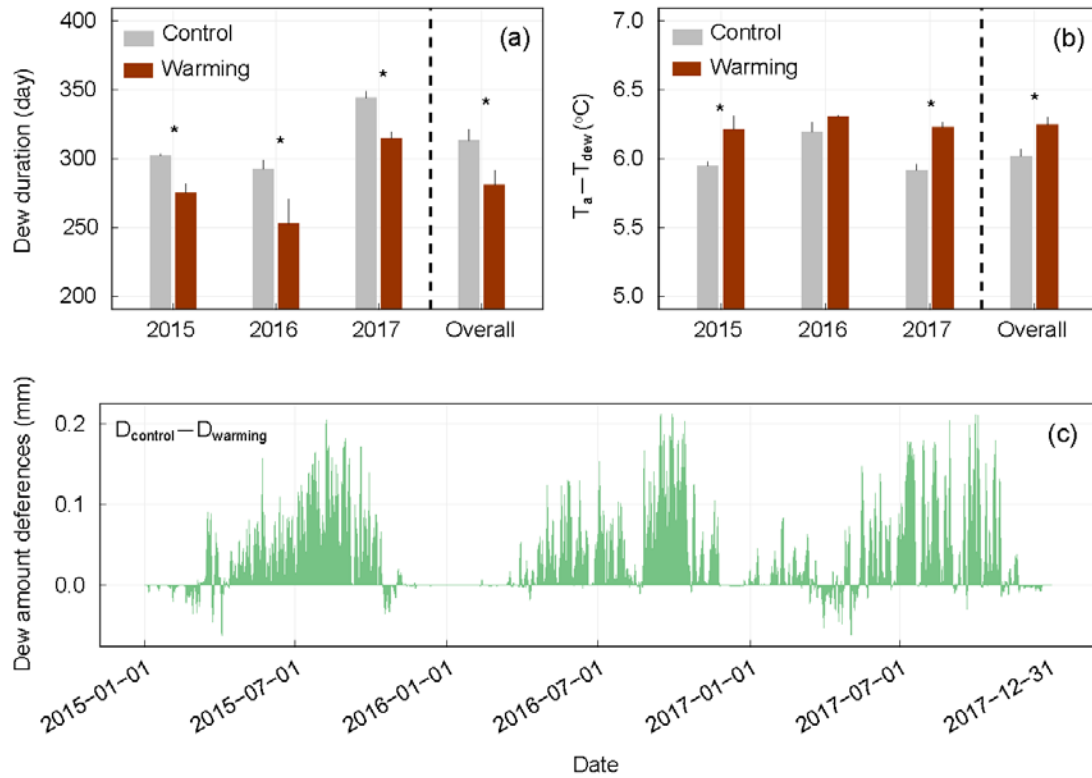 400
350
300
250
200
Dew duration (day)
Control
Warming
(a)
*
*
*
*
2015
2016
2017
Overall
7.0
6.5
6.0
5.5
5.0
Ta−Tdew (°C)
Control
Warming
(b)
*
*
*
2015
2016
2017
Overall
0.2
0.1
0.0
Dew amount deferences (mm)
Dcontrol−Dwarming
(c)
2015−01−01
2015−07−01
2016−01−01
2016−07−01
2017−01−01
2017−07−01
2017−12−31
Date